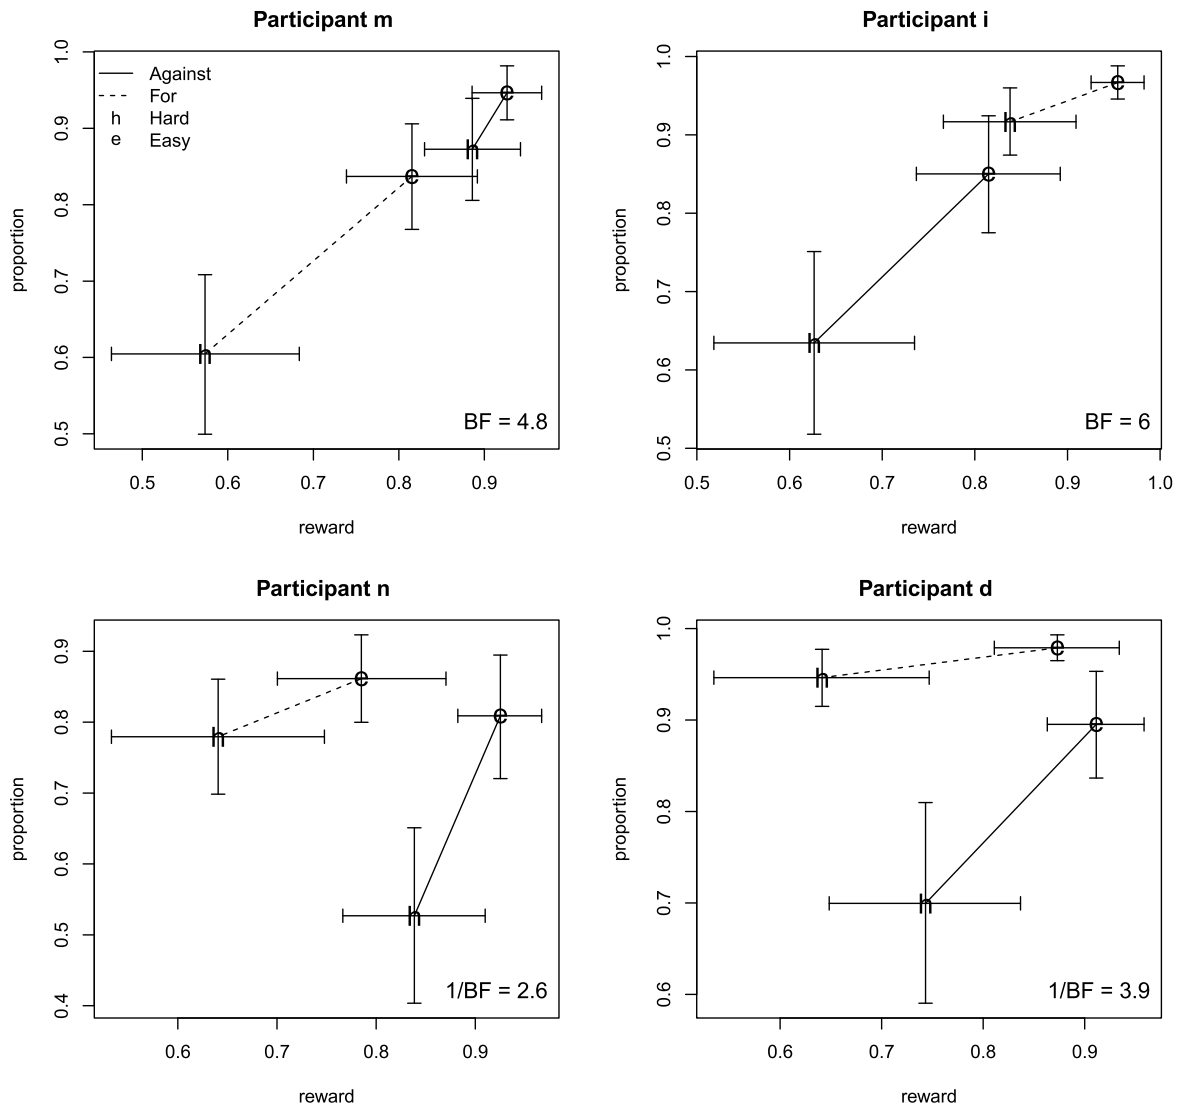 Participant m
1.0
0.9
0.8
0.7
0.6
0.5
proportion
Against
For
h Hard
e Easy
e
h
e
h
BF = 4.8
0.5 0.6 0.7 0.8 0.9
reward
Participant i
1.0
0.9
0.8
0.7
0.6
0.5
proportion
e
h
e
h
BF = 6
0.5 0.6 0.7 0.8 0.9 1.0
reward
Participant n
0.9
0.8
0.7
0.6
0.5
0.4
proportion
e
h
e
h
1/BF = 2.6
0.6 0.7 0.8 0.9
reward
Participant d
1.0
0.9
0.8
0.7
0.6
proportion
e
h
e
h
1/BF = 3.9
0.6 0.7 0.8 0.9
reward